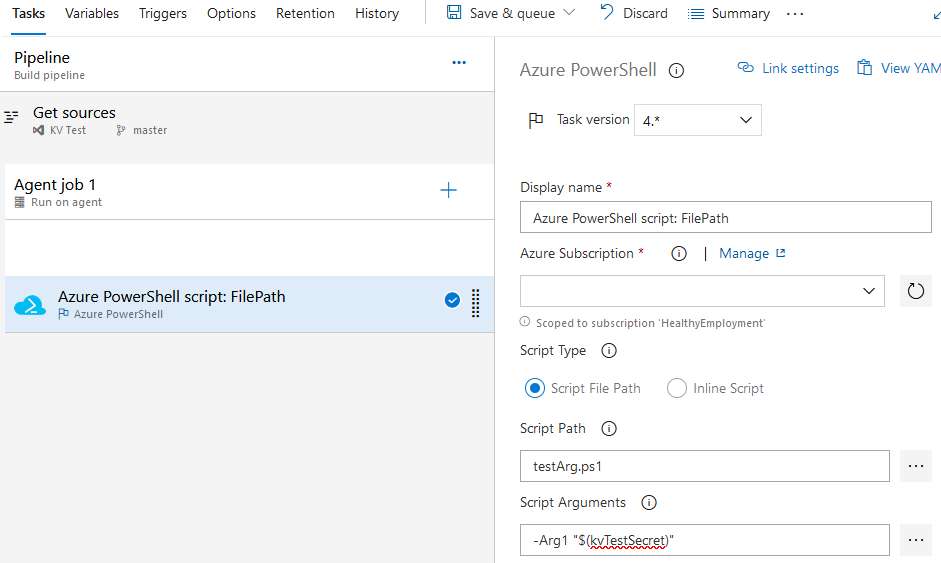 Tasks Variables Triggers Options Retention History Save & queue Discard Summary ...
Pipeline ...
Build pipeline
Get sources
KV Test master
Agent job 1
Run on agent
Azure PowerShell script: FilePath
Azure PowerShell
Azure PowerShell Link settings View YAM
Task version 4.*
Display name *
Azure PowerShell script: FilePath
Azure Subscription * | Manage
Scoped to subscription 'HealthyEmployment'
Script Type
Script File Path Inline Script
Script Path
testArg.ps1 ...
Script Arguments
-Arg1 "$(kvTestSecret)" ...